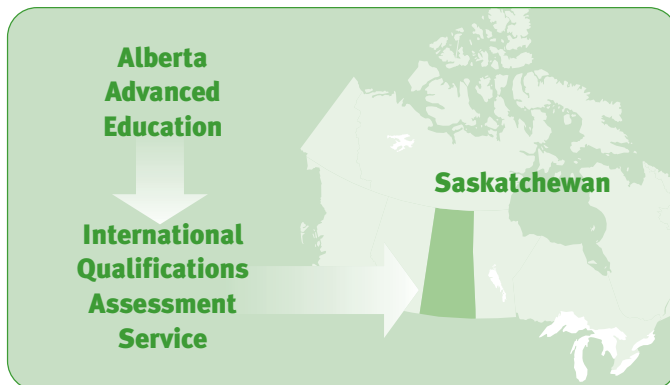 Alberta
Advanced
Education
Saskatchewan
International
Qualifications
Assessment
Service